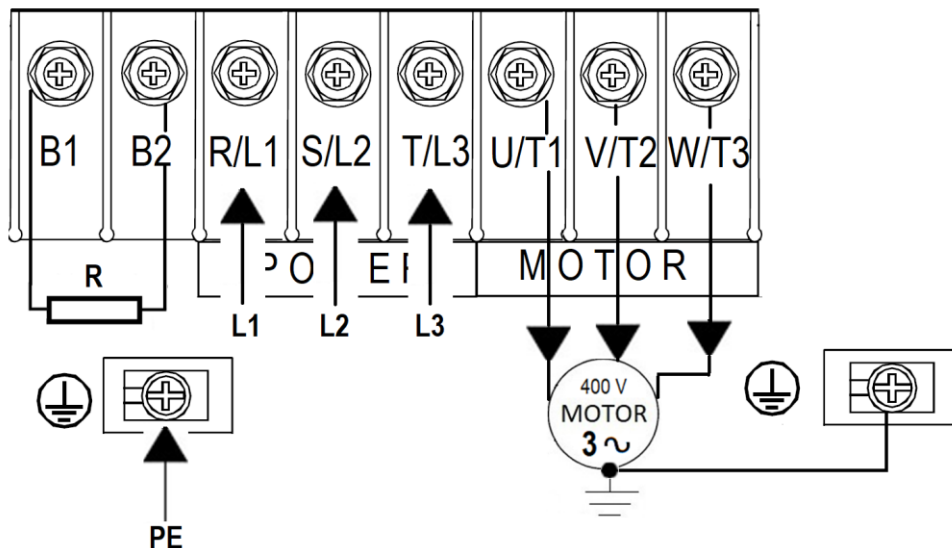 B1 B2 R/L1 S/L2 T/L3 U/T1 V/T2 W/T3
MOTOR
R
L1 L2 L3
400 V
MOTOR
3 ~
PE